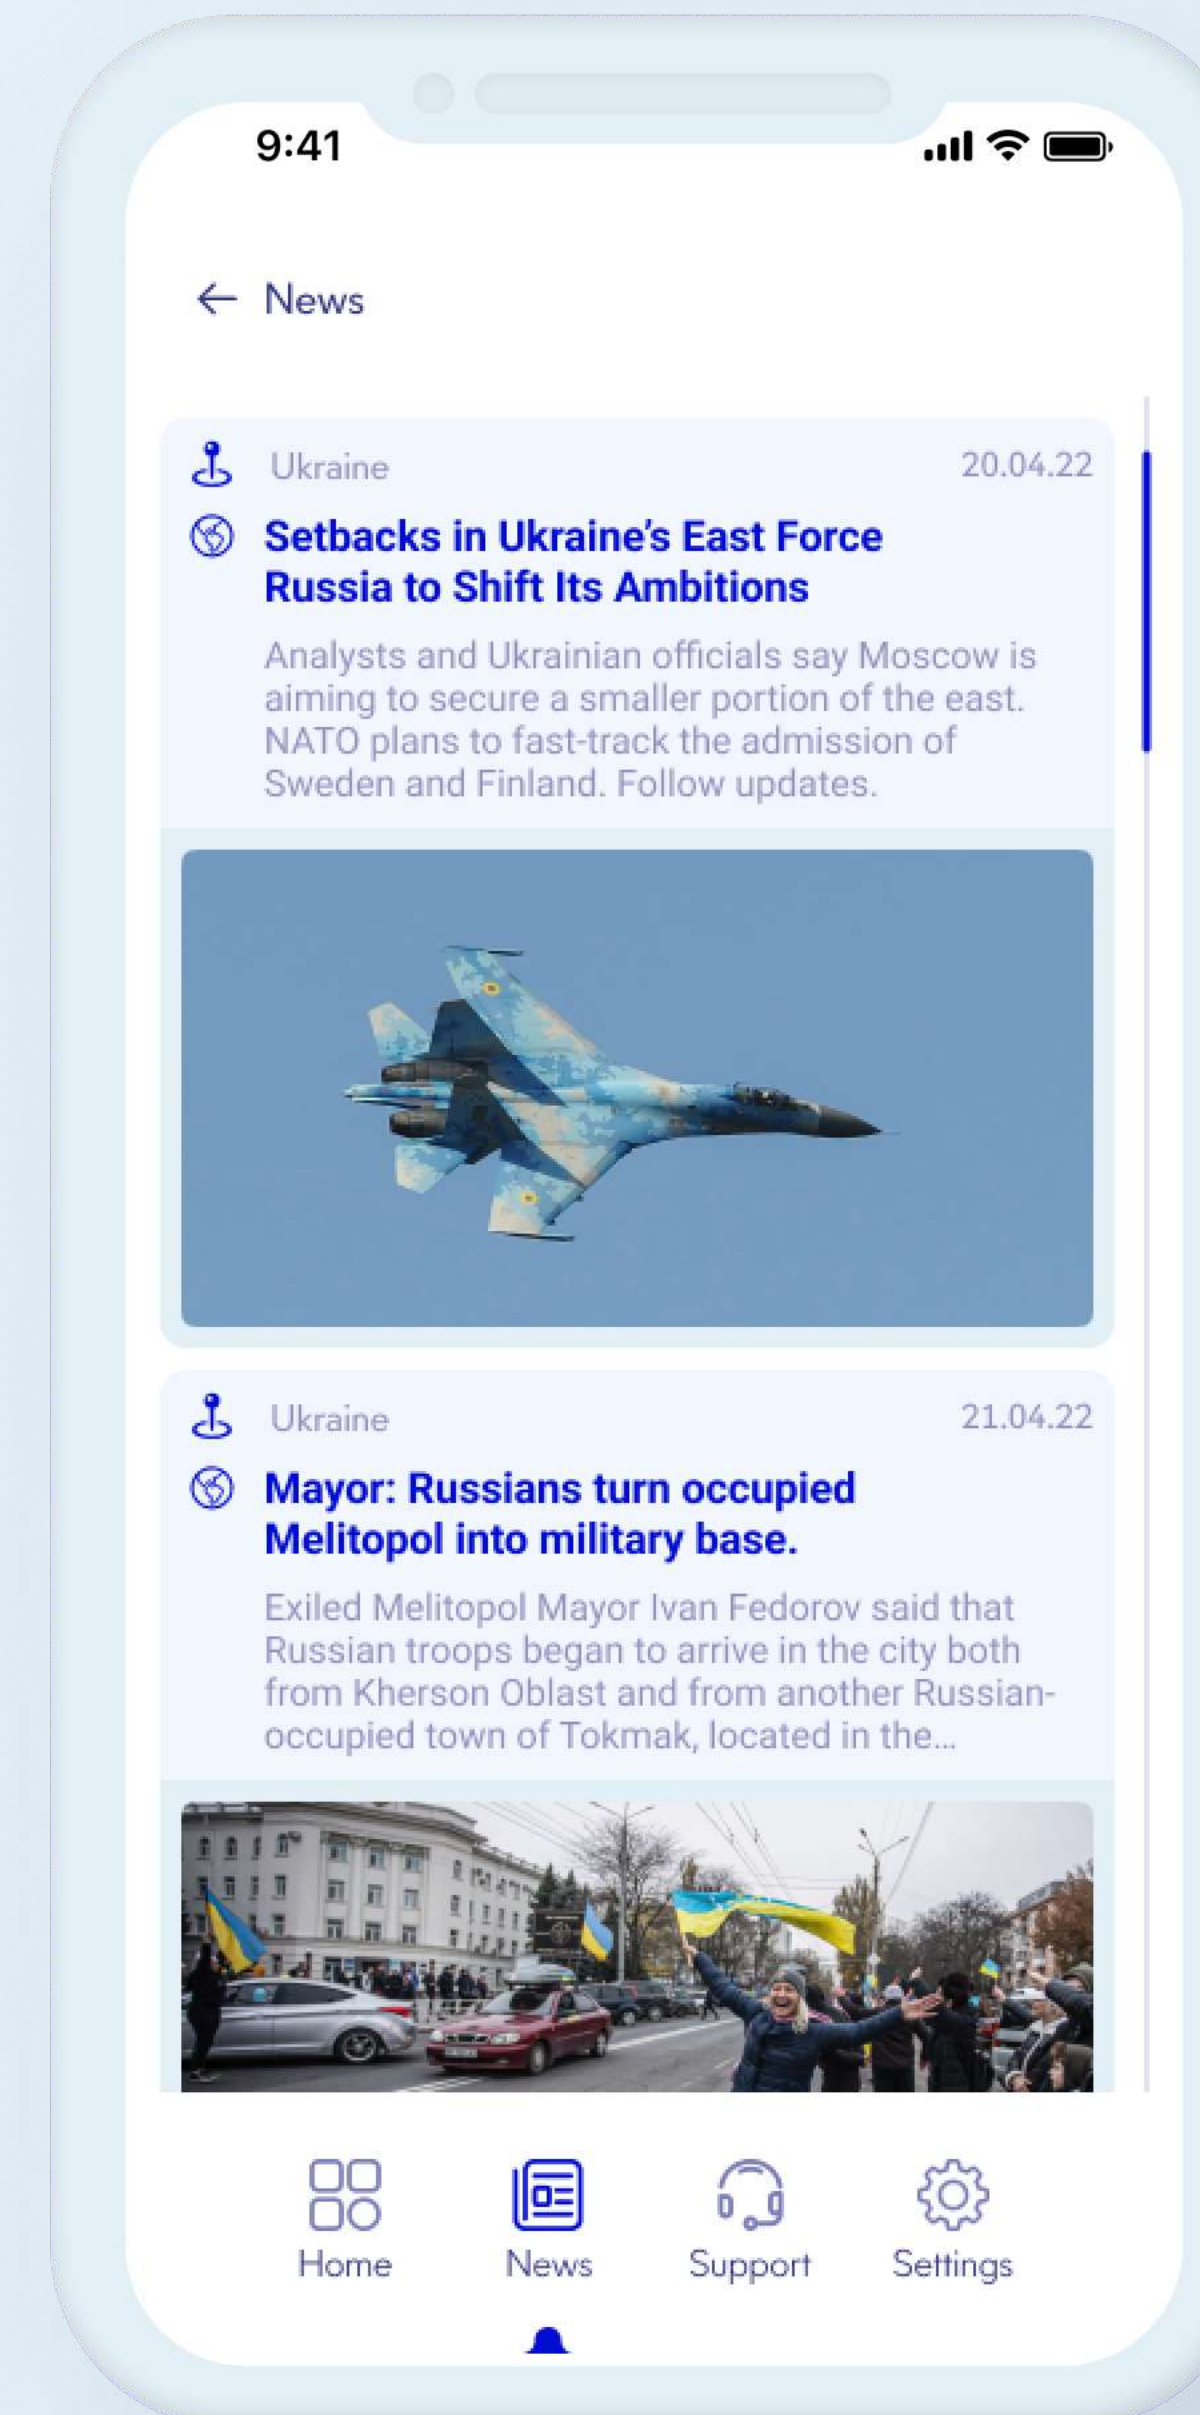 9:41
← News
Ukraine 20.04.22
Setbacks in Ukraine’s East Force
Russia to Shift Its Ambitions
Analysts and Ukrainian officials say Moscow is
aiming to secure a smaller portion of the east.
NATO plans to fast-track the admission of
Sweden and Finland. Follow updates.
Ukraine 21.04.22
Mayor: Russians turn occupied
Melitopol into military base.
Exiled Melitopol Mayor Ivan Fedorov said that
Russian troops began to arrive in the city both
from Kherson Oblast and from another Russian-
occupied town of Tokmak, located in the...
Home News Support Settings